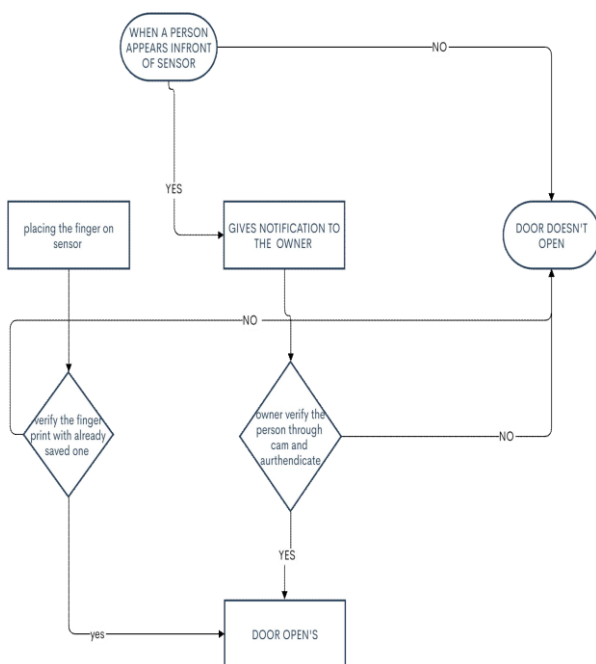 WHEN A PERSON
APPEARS INFRONT
OF SENSOR
NO
YES
placing the finger on
sensor
GIVES NOTIFICATION TO
THE OWNER
DOOR DOESN'T
OPEN
NO
verify the finger
print with already
saved one
owner verify the
person through
cam and
aurthendicate
NO
YES
yes
DOOR OPEN'S